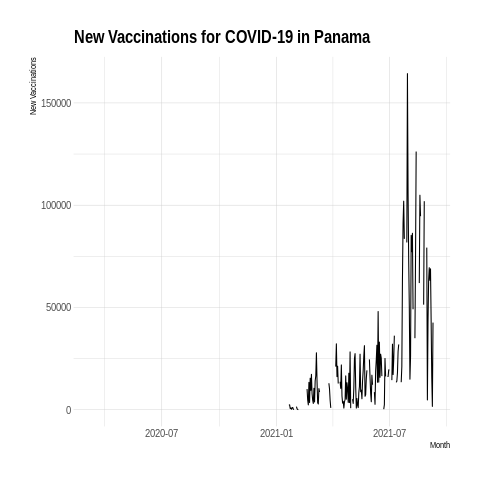 New Vaccinations for COVID-19 in Panama
New Vaccinations
150000
100000
50000
0
2020-07
2021-01
2021-07
Month